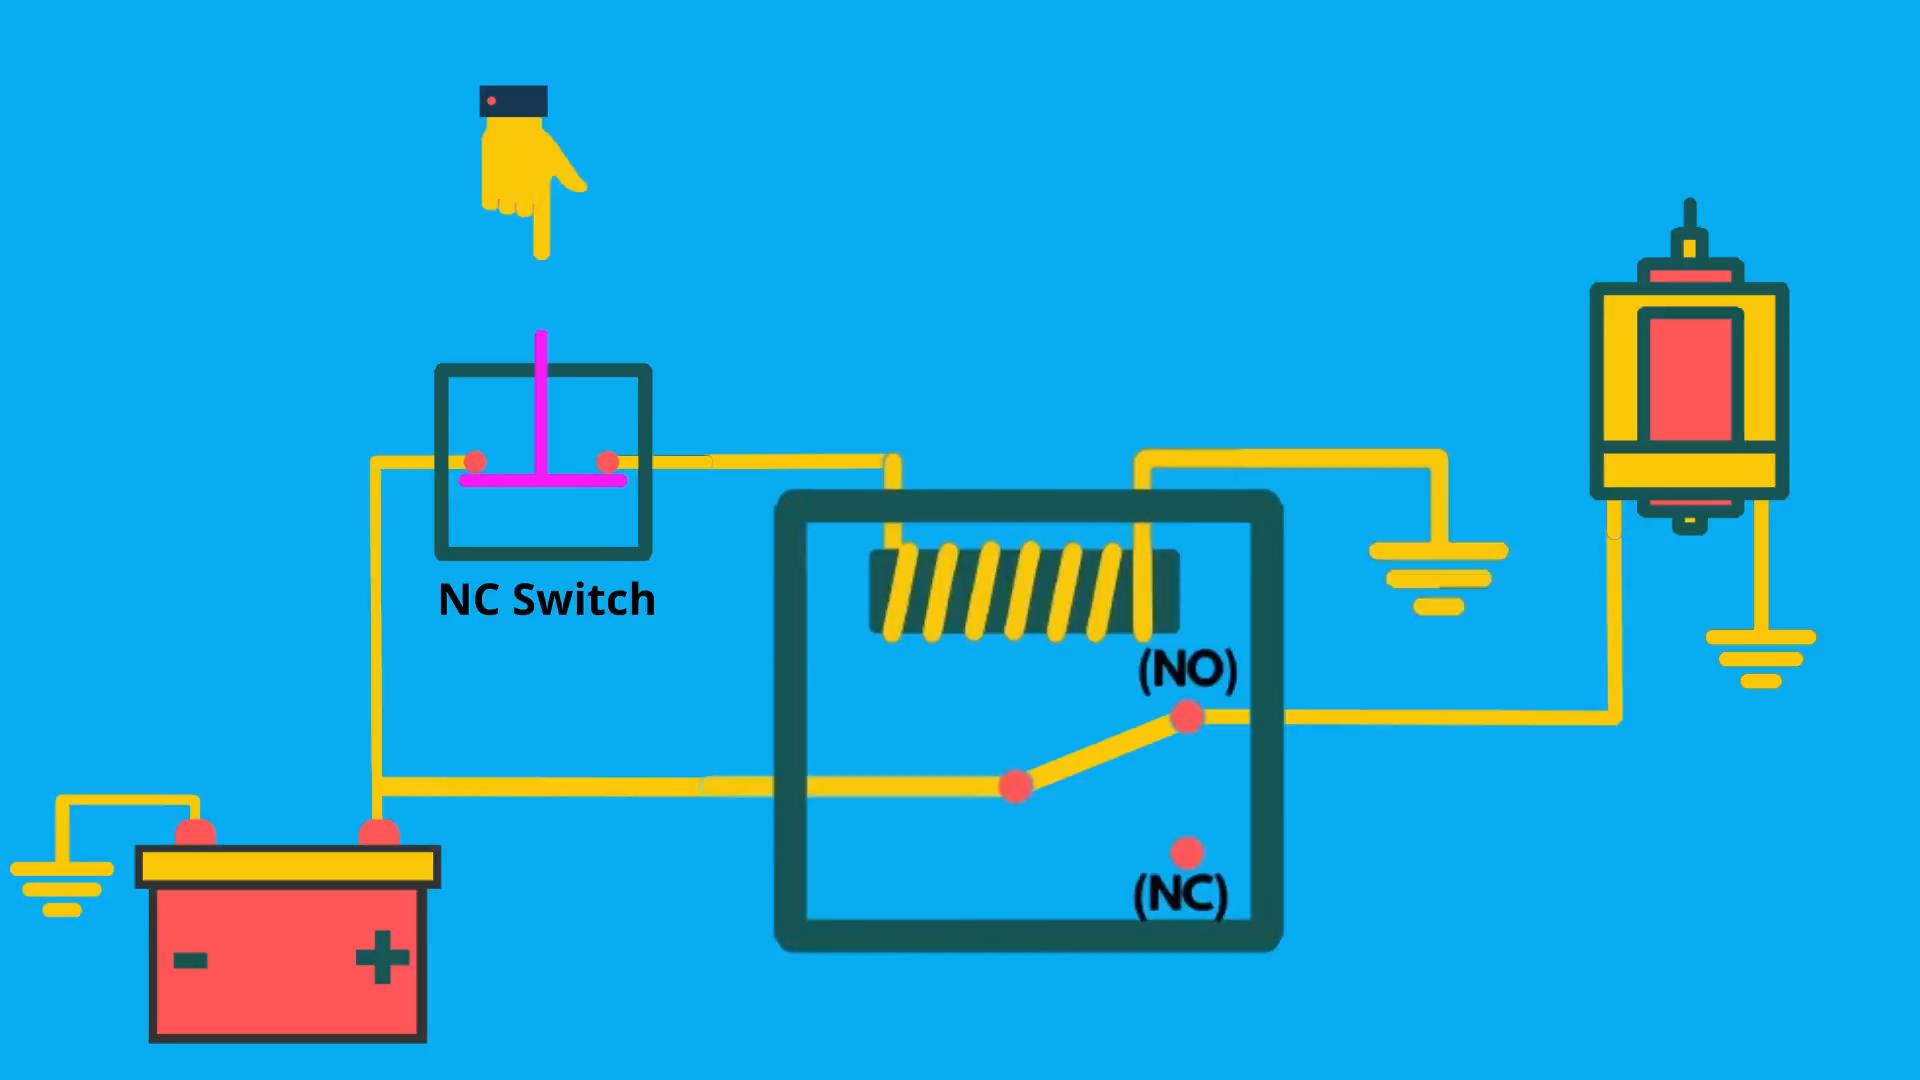 NC Switch
(NO)
(NC)
-
+